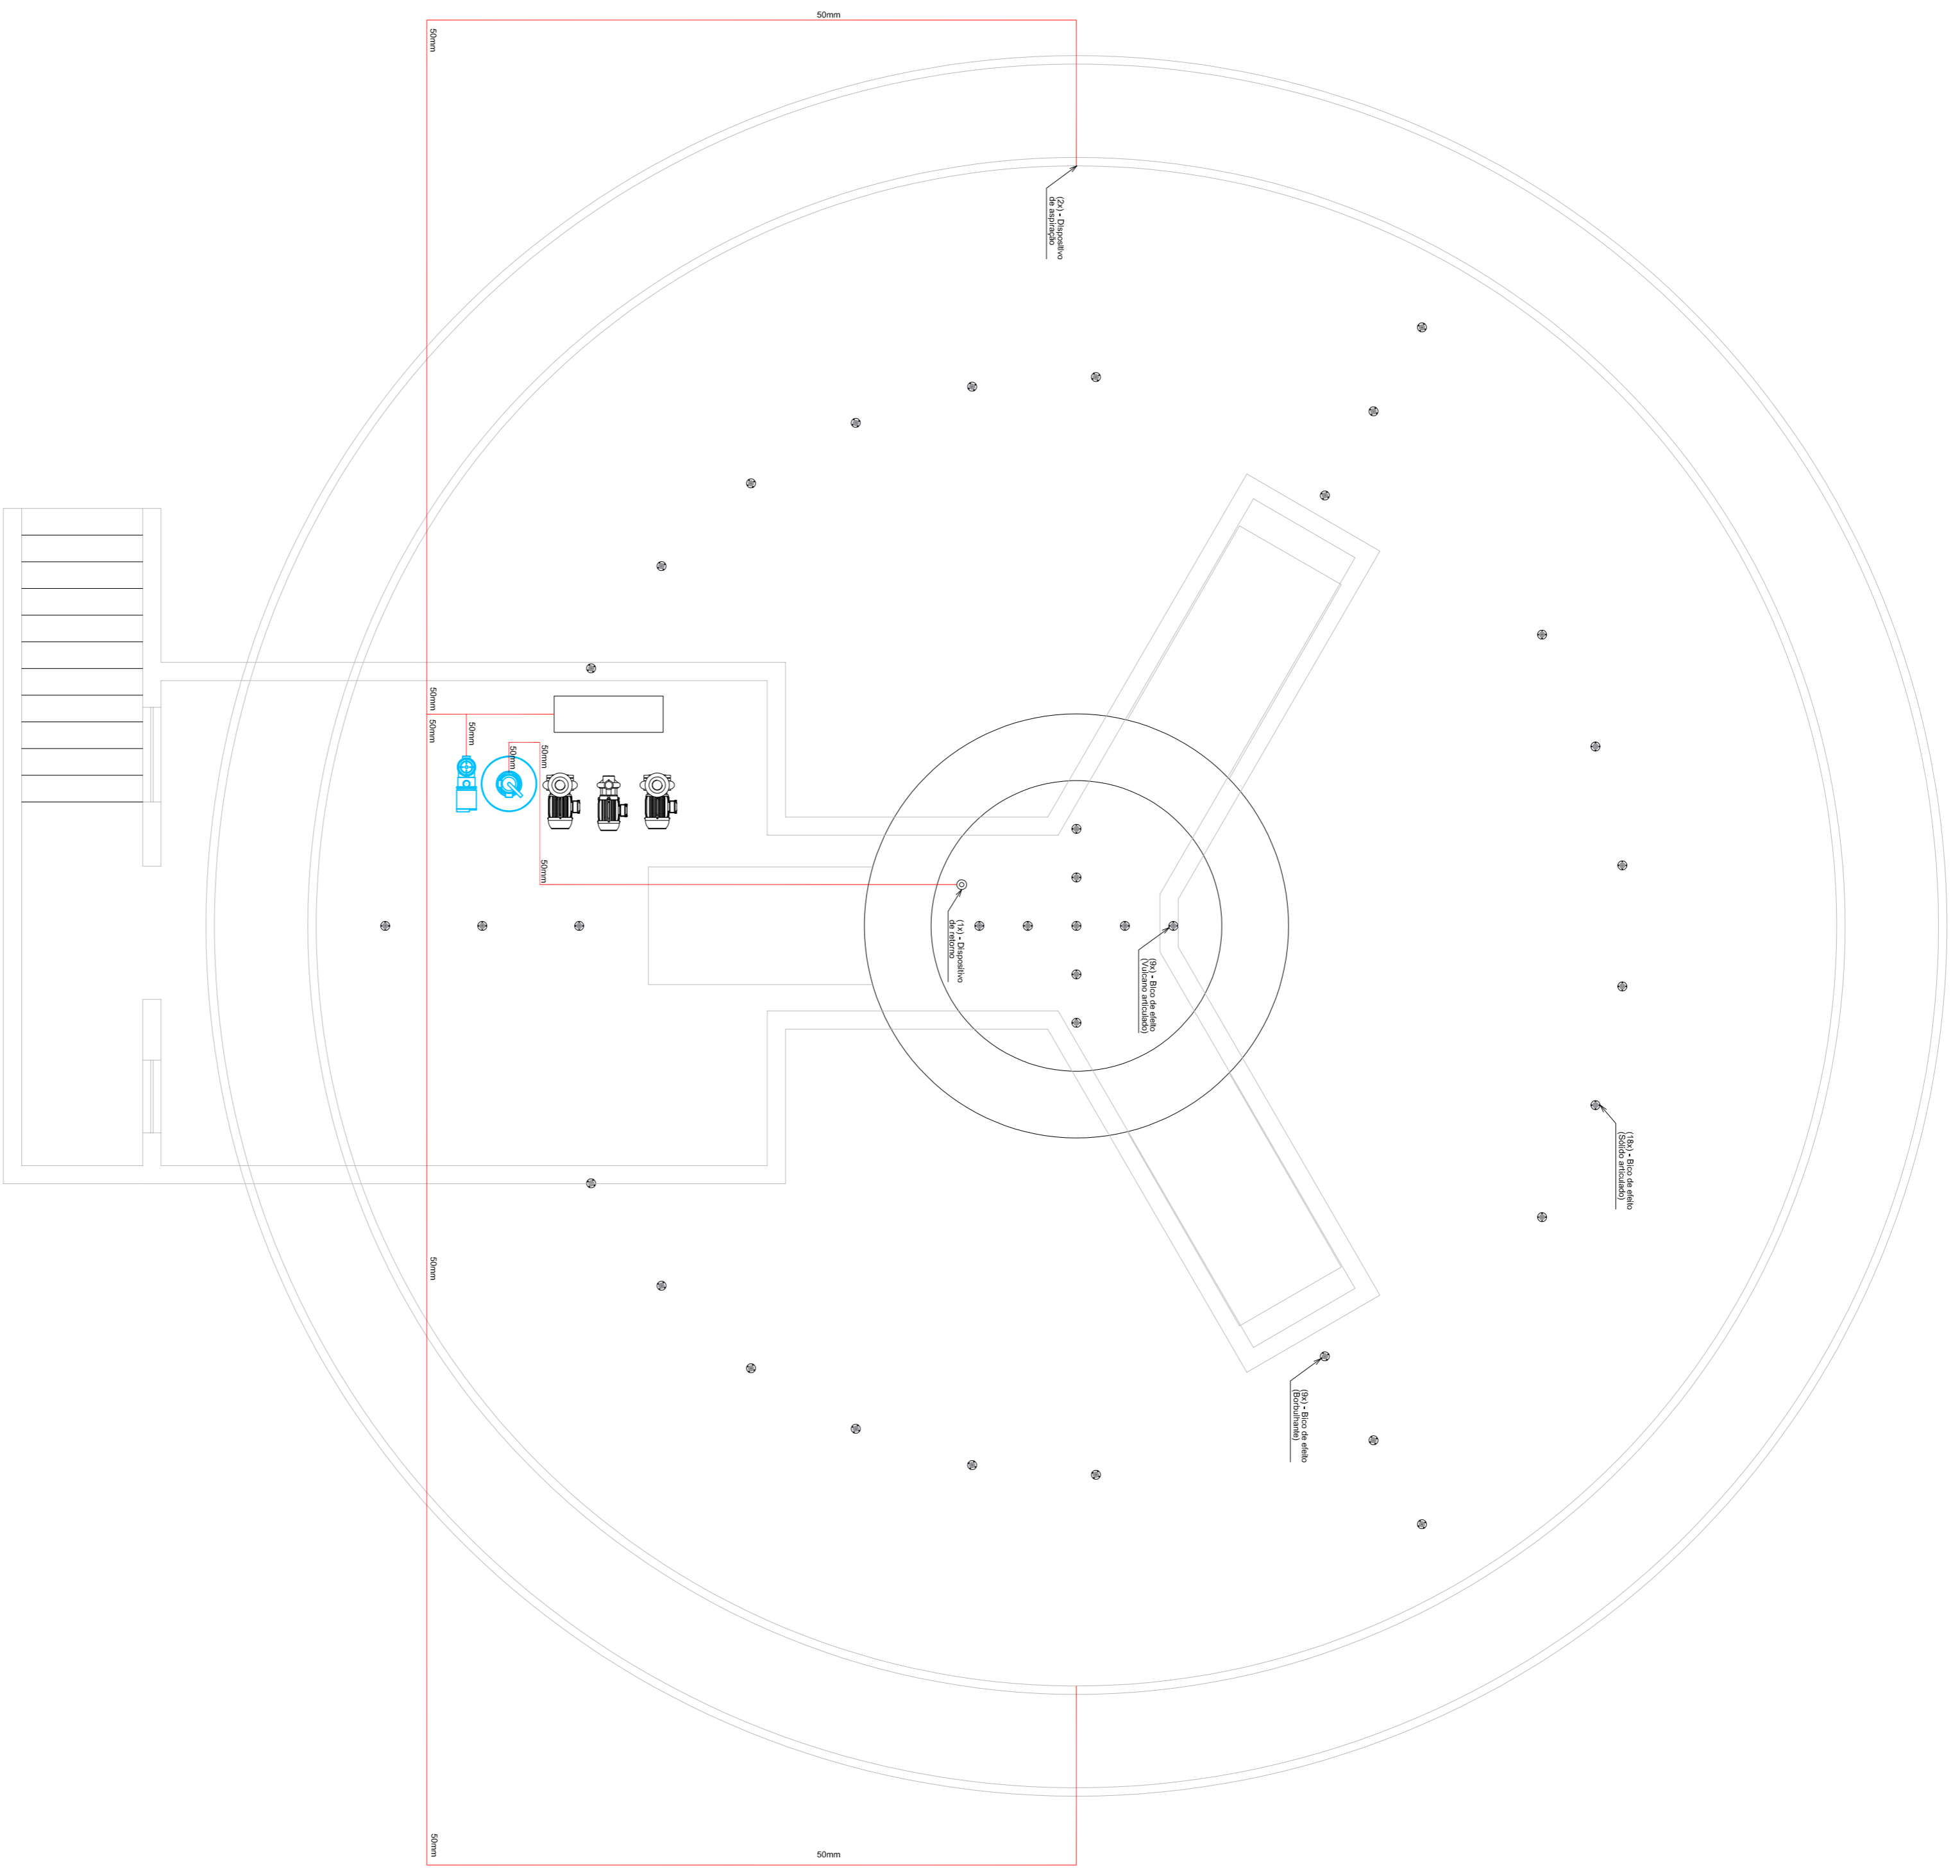 50mm
50mm
(2x) - Dispositivo
de aspiração
50mm
50mm
50mm
50mm
50mm
50mm
(1x) - Dispositivo
de retorno
(9x) - Bico de efeito
(Vulcano articulado)
(18x) - Bico de efeito
(Sólido articulado)
50mm
(9x) - Bico de efeito
(Borbulhante)
50mm
50mm